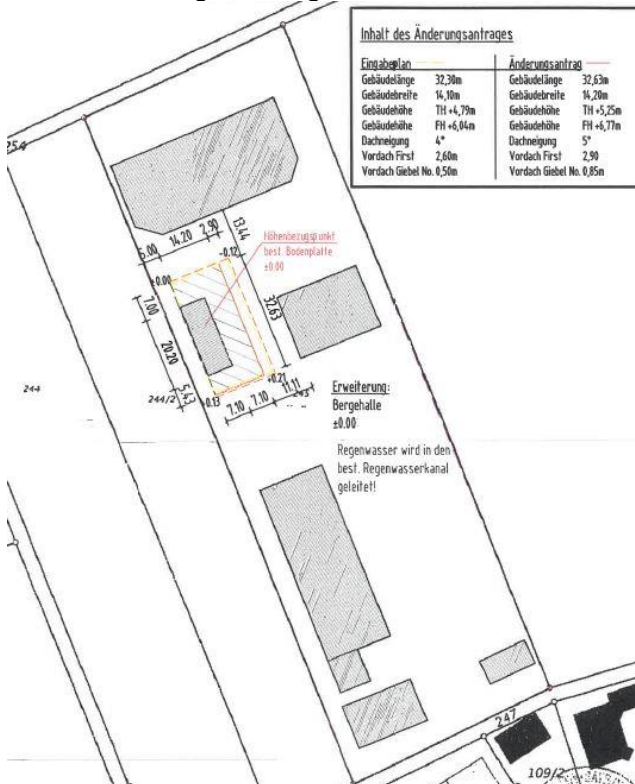 Inhalt des Änderungsantrages
Eingabeplan
Gebäudelänge 32,30m
Gebäudebreite 14,10m
Gebäudehöhe TH +4,79m
Gebäudehöhe FH +6,04m
Dachneigung 4°
Vordach First 2,60m
Vordach Giebel No. 0,50m
Änderungsantrag
Gebäudelänge 32,63m
Gebäudebreite 14,20m
Gebäudehöhe TH +5,25m
Gebäudehöhe FH +6,77m
Dachneigung 5°
Vordach First 2,90
Vordach Giebel No. 0,85m
254
5.00
14.20
2.90
13.44
-0.12
Höhenbezugspunkt
best. Bodenplatte
±0.00
±0.00
7.00
20.20
5.43
32.63
244
244/2
-0.13
+0.21
7.10
7.10
11.11
243
Erweiterung:
Bergehalle
±0.00
Regenwasser wird in den
best. Regenwasserkanal
geleitet!
247
109/2